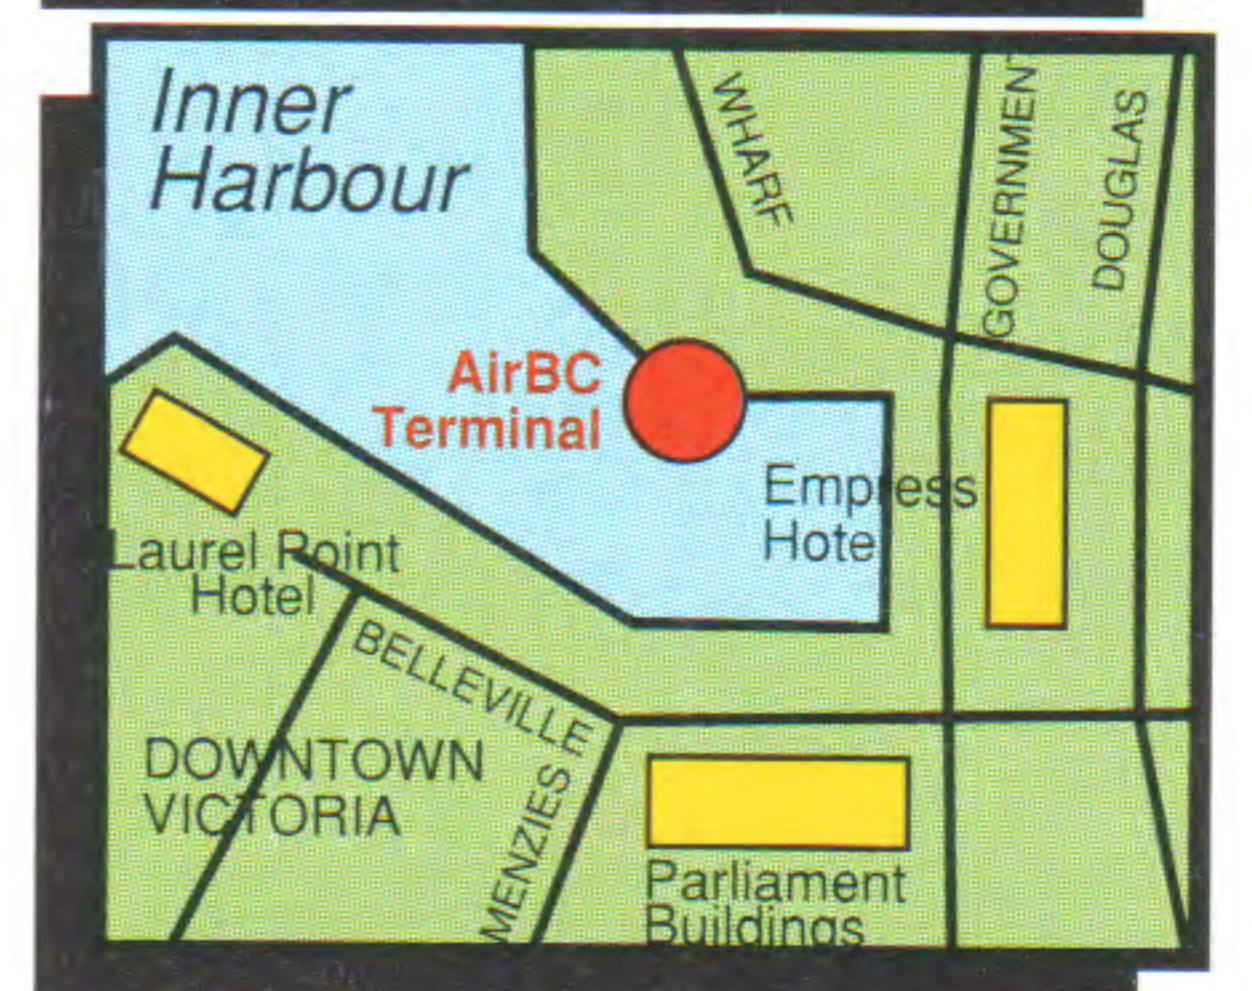 Inner
Harbour
WHARF
GOVERNMENT
DOUGLAS
AirBC
Terminal
Empress
Hotel
Laurel Point
Hotel
BELLEVILLE
DOWNTOWN
VICTORIA
MENZIES
Parliament
Buildings